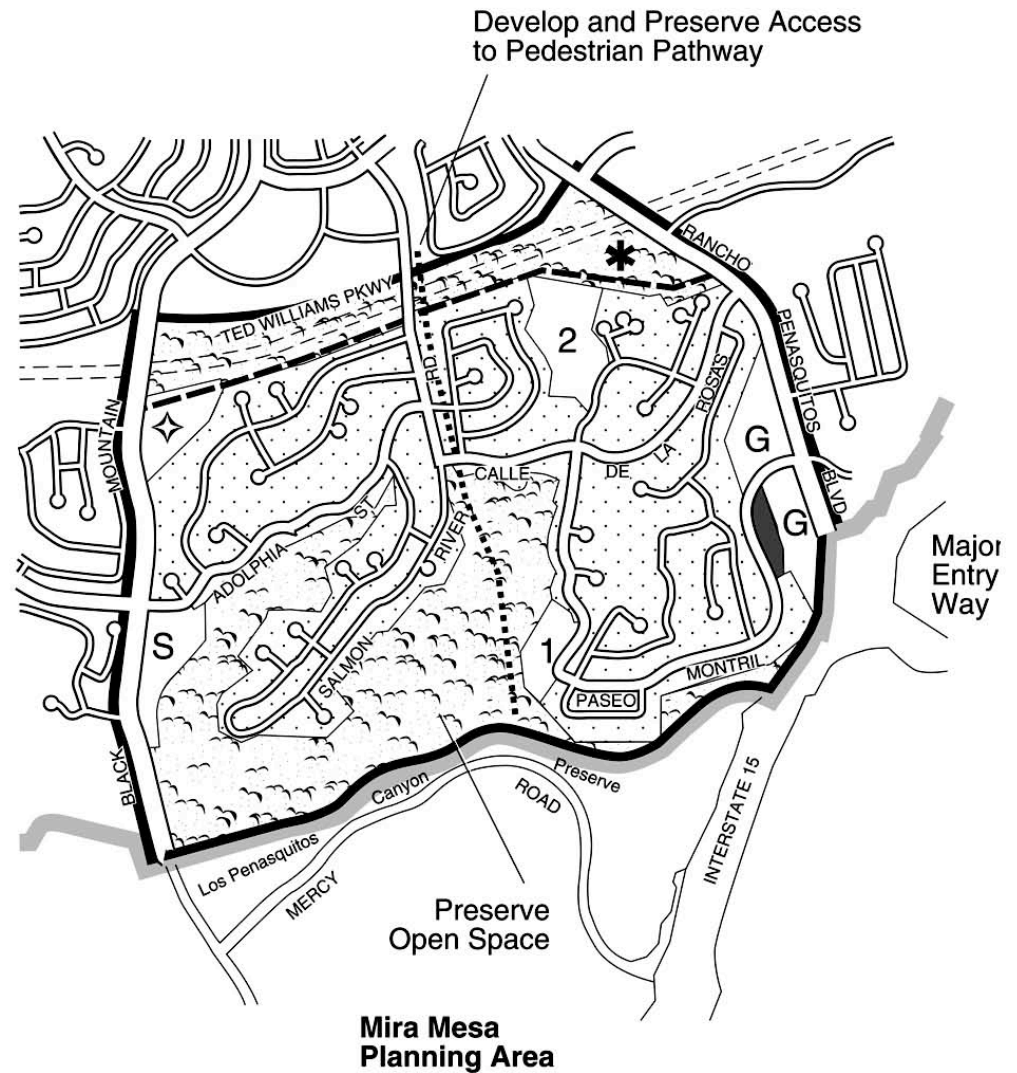 Develop and Preserve Access
to Pedestrian Pathway
RANCHO
TED WILLIAMS PKWY
2
PENASQUITOS
RD
ROSAS
MOUNTAIN
G
LA
CALLE
DE
BLVD
G
ST
ADOLPHIA
RIVER
Major
Entry
Way
S
1
MONTRIL
SALMON
PASEO
BLACK
Canyon
Preserve
ROAD
INTERSTATE 15
Los Penasquitos
MERCY
Preserve
Open Space
Mira Mesa
Planning Area